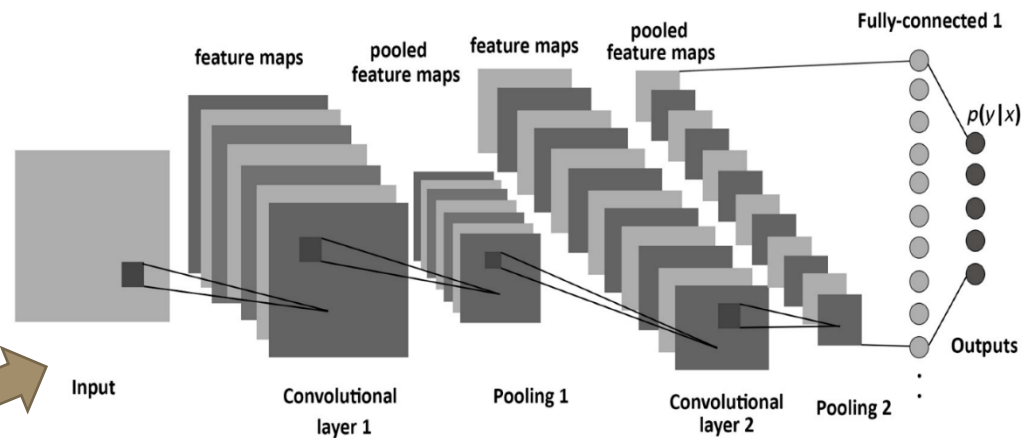 Fully-connected 1
feature maps
pooled
feature maps
feature maps
pooled
feature maps
p(y|x)
Outputs
Input
Convolutional
layer 1
Pooling 1
Convolutional
layer 2
Pooling 2